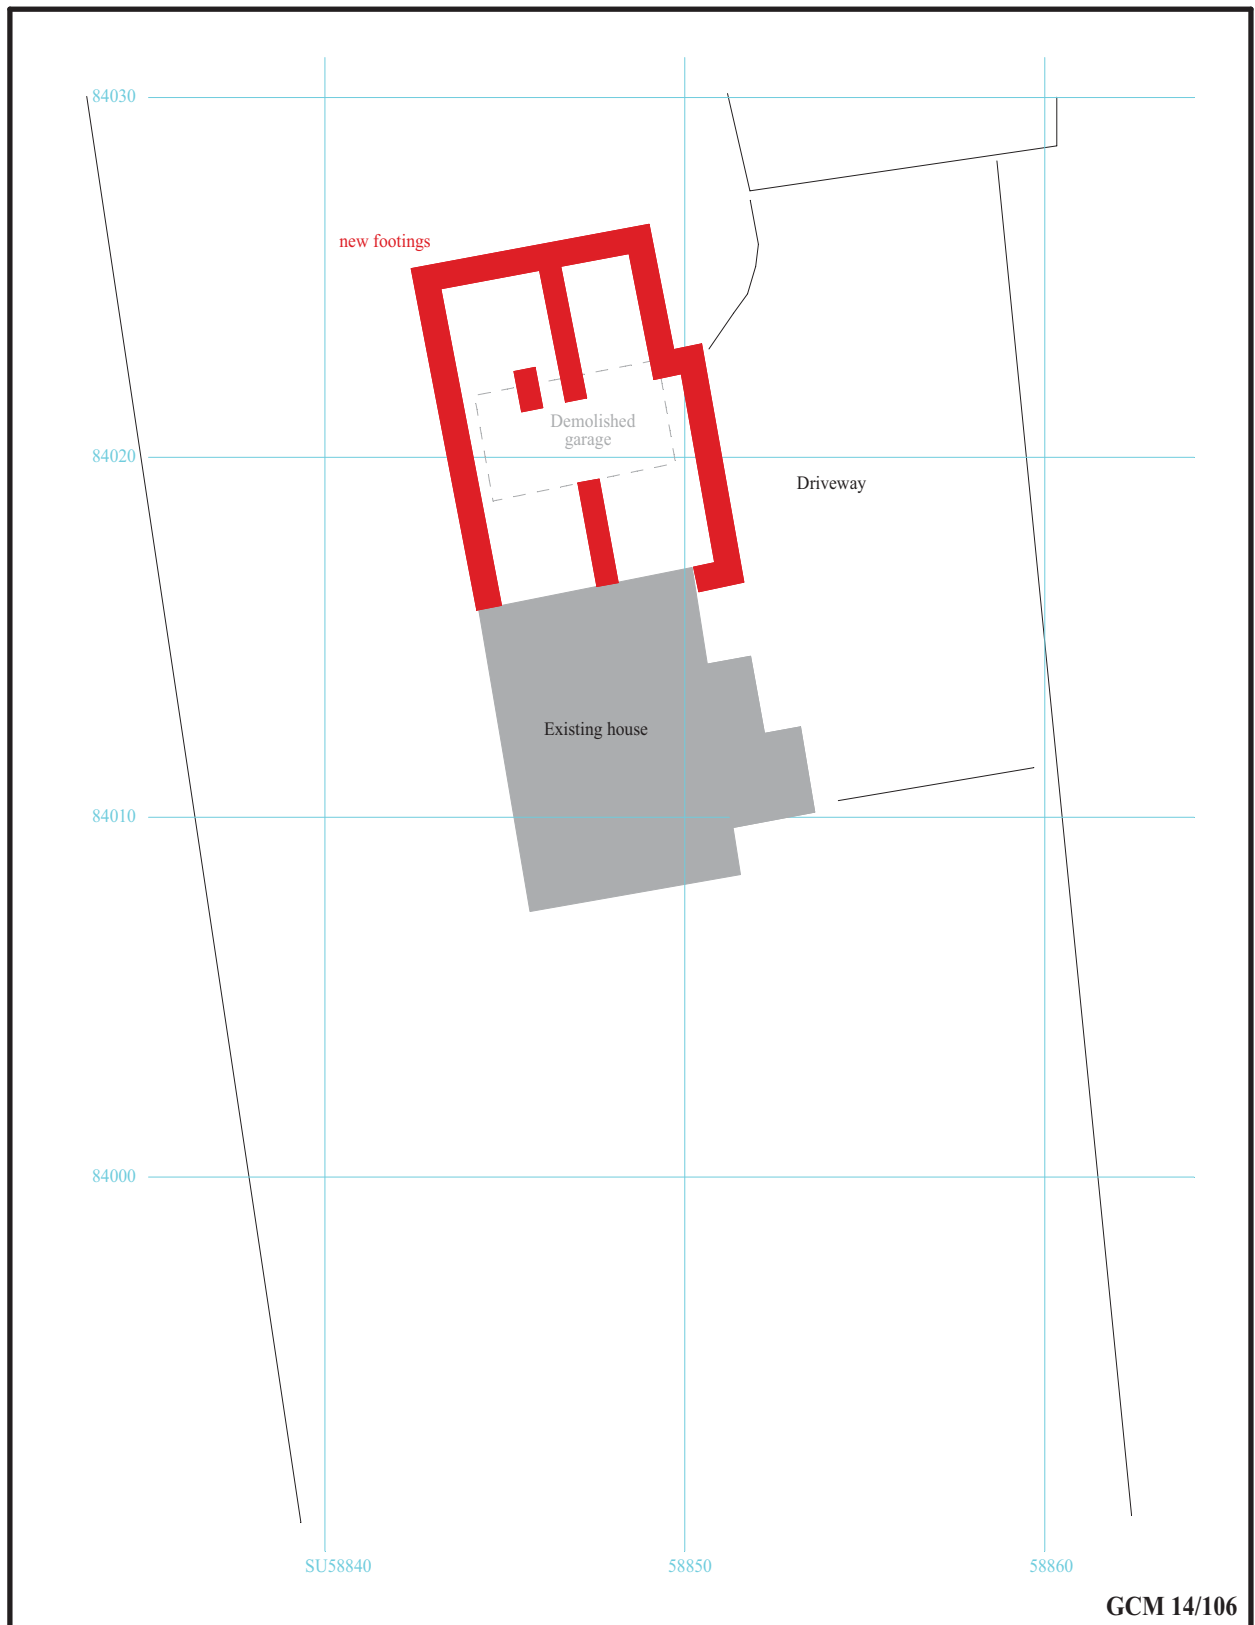 84030
new footings
Demolished
garage
84020
Driveway
Existing house
84010
84000
SU58840
58850
58860
GCM 14/106